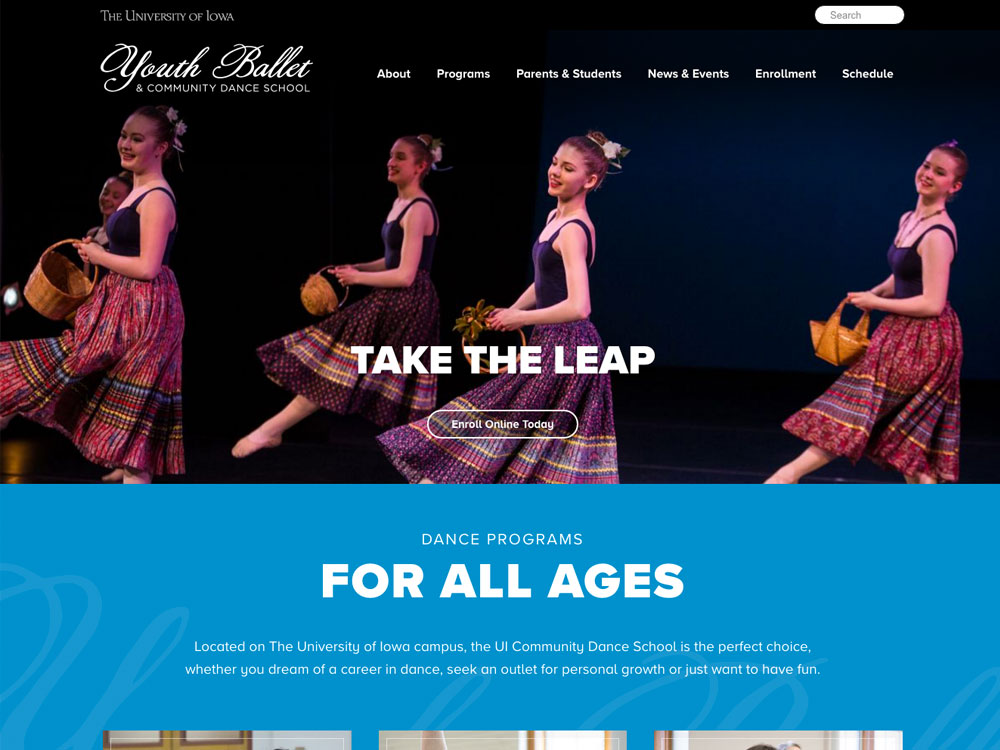 The University of Iowa
Search
Youth Ballet
& COMMUNITY DANCE SCHOOL
About Programs Parents & Students News & Events Enrollment Schedule
TAKE THE LEAP
Enroll Online Today
DANCE PROGRAMS
FOR ALL AGES
Located on The University of Iowa campus, the UI Community Dance School is the perfect choice,
whether you dream of a career in dance, seek an outlet for personal growth or just want to have fun.